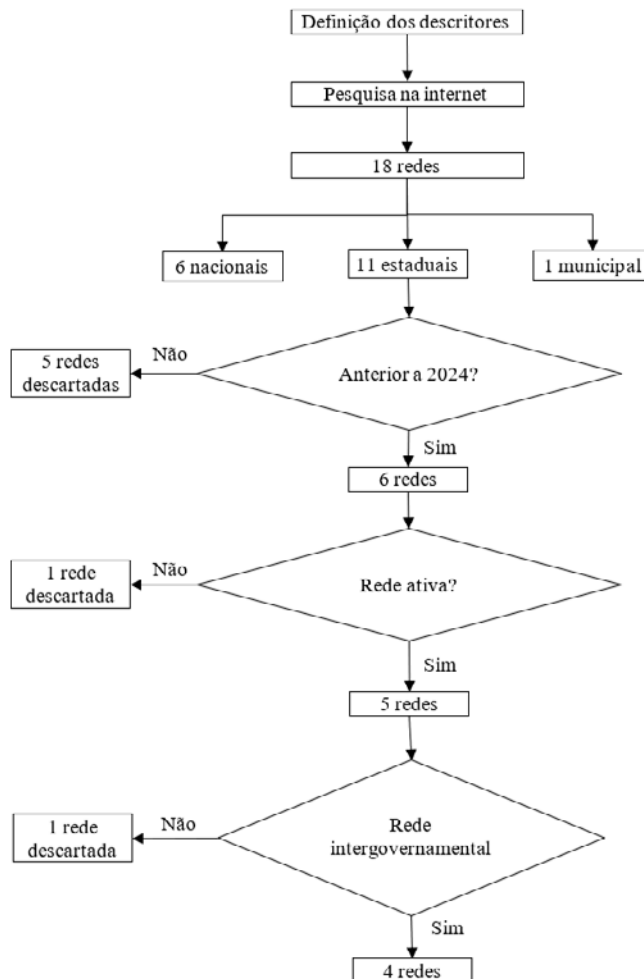 Definição dos descritores
Pesquisa na internet
18 redes
6 nacionais
11 estaduais
1 municipal
5 redes
descartadas
Não
Anterior a 2024?
Sim
6 redes
1 rede
descartada
Não
Rede ativa?
Sim
5 redes
1 rede
descartada
Não
Rede
intergovernamental
Sim
4 redes